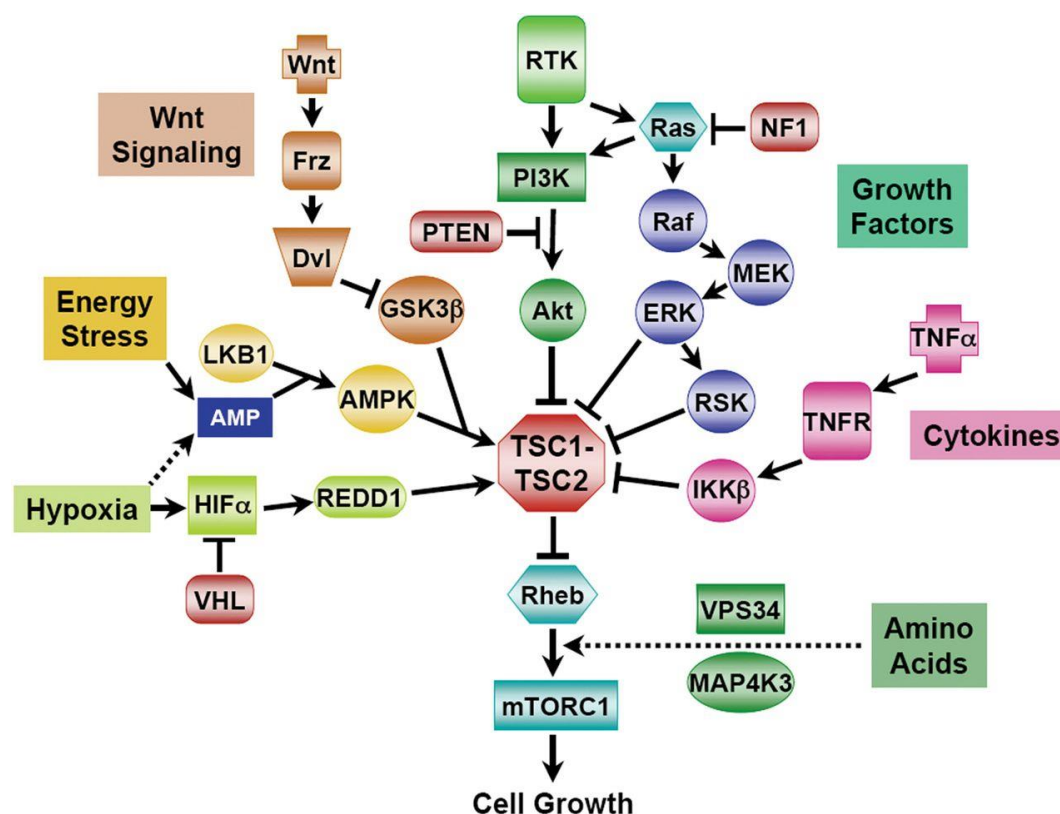 Wnt
RTK
Wnt
Signaling
Frz
Ras
NF1
PI3K
Growth
Factors
PTEN
Raf
Dvl
MEK
Energy
Stress
GSK3β
Akt
ERK
LKB1
TNFα
AMPK
RSK
AMP
TNFR
Cytokines
TSC1-
TSC2
Hypoxia
HIFα
REDD1
IKKβ
VHL
Rheb
VPS34
Amino
Acids
MAP4K3
mTORC1
Cell Growth